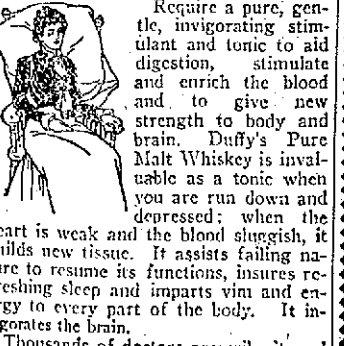 Require a pure, gen-
tle, invigorating stim-
ulant and tonic to aid
digestion, stimulate
and enrich the blood
and to give new
strength to body and
brain. Duffy's Pure
Malt Whiskey is inval-
uable as a tonic when
you are run down and
depressed; when the
eart is weak and the blood sluggish, it
uilds new tissue. It assists failing na-
ure to resume its functions, insures re-
reshing sleep and imparts vim and en-
rgy to every part of the body. It in-
gorates the brain.
Thousands of doctors